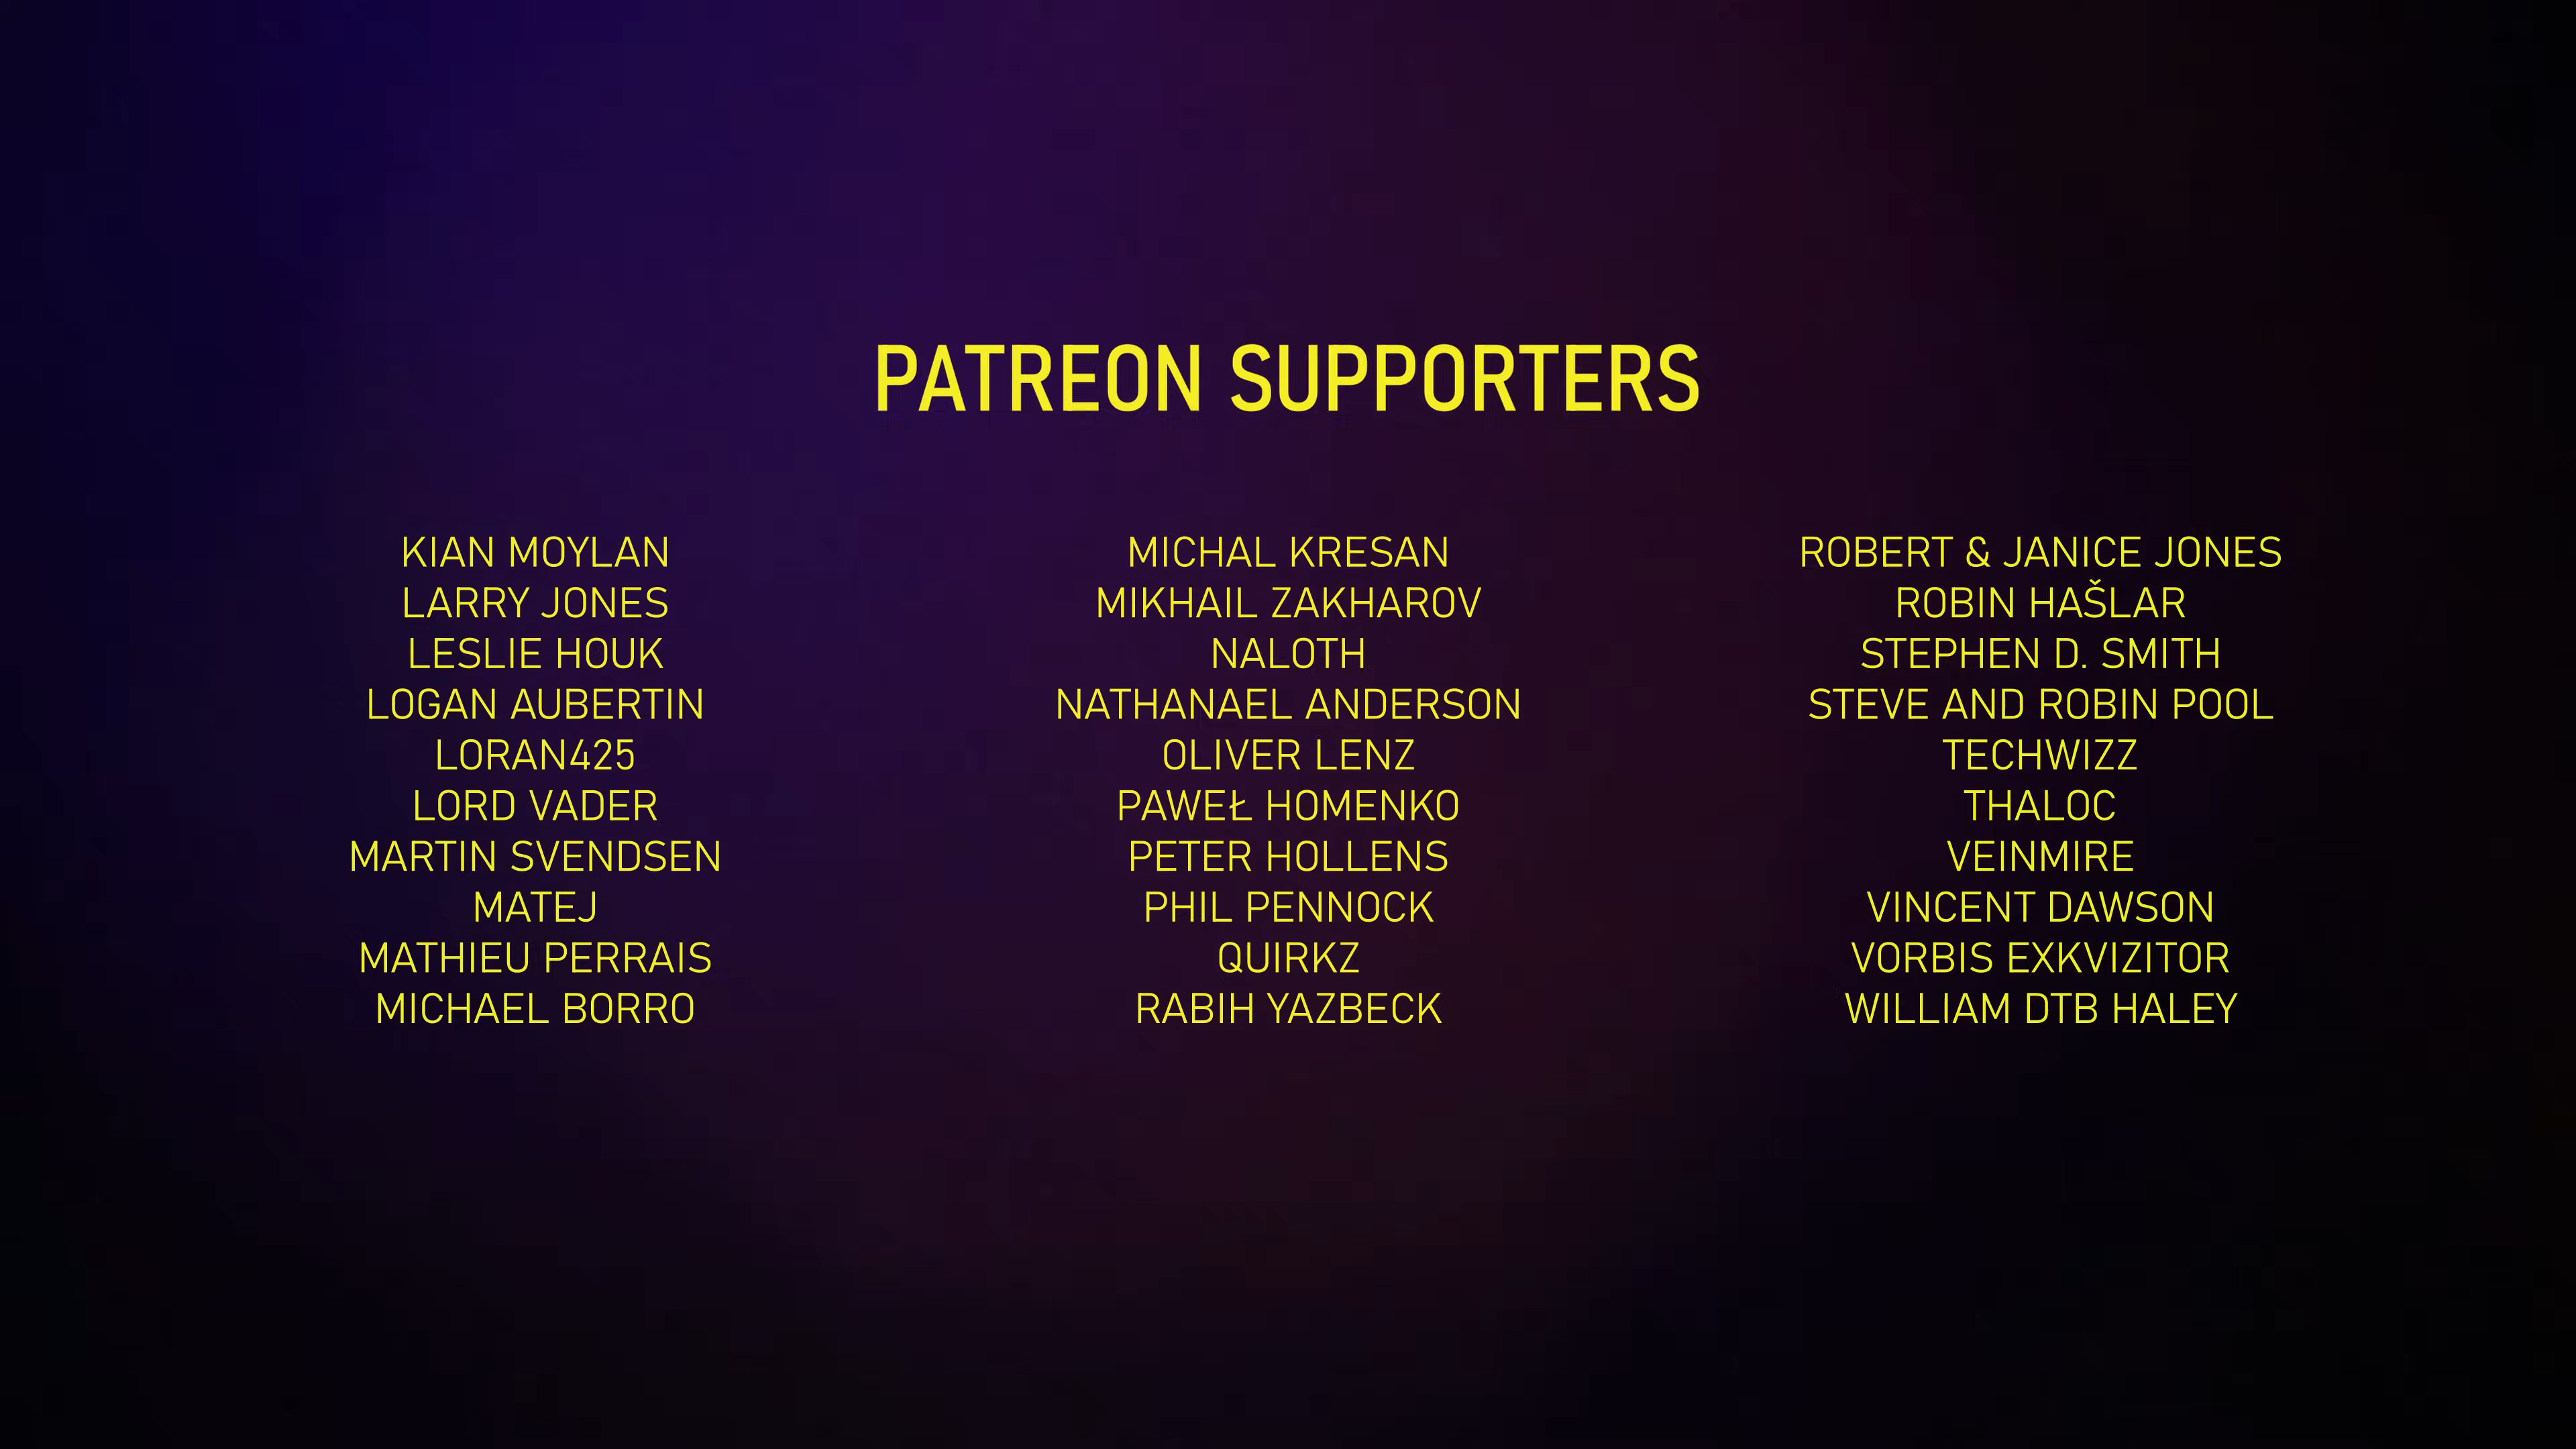 PATREON SUPPORTERS
KIAN MOYLAN
LARRY JONES
LESLIE HOUK
LOGAN AUBERTIN
LORAN425
LORD VADER
MARTIN SVENDSEN
MATEJ
MATHIEU PERRAIS
MICHAEL BORRO
MICHAL KRESAN
MIKHAIL ZAKHAROV
NALOTH
NATHANAEL ANDERSON
OLIVER LENZ
PAWEŁ HOMENKO
PETER HOLLENS
PHIL PENNOCK
QUIRKZ
RABIH YAZBECK
ROBERT & JANICE JONES
ROBIN HAŠLAR
STEPHEN D. SMITH
STEVE AND ROBIN POOL
TECHWIZZ
THALOC
VEINMIRE
VINCENT DAWSON
VORBIS EXKVIZITOR
WILLIAM DTB HALEY